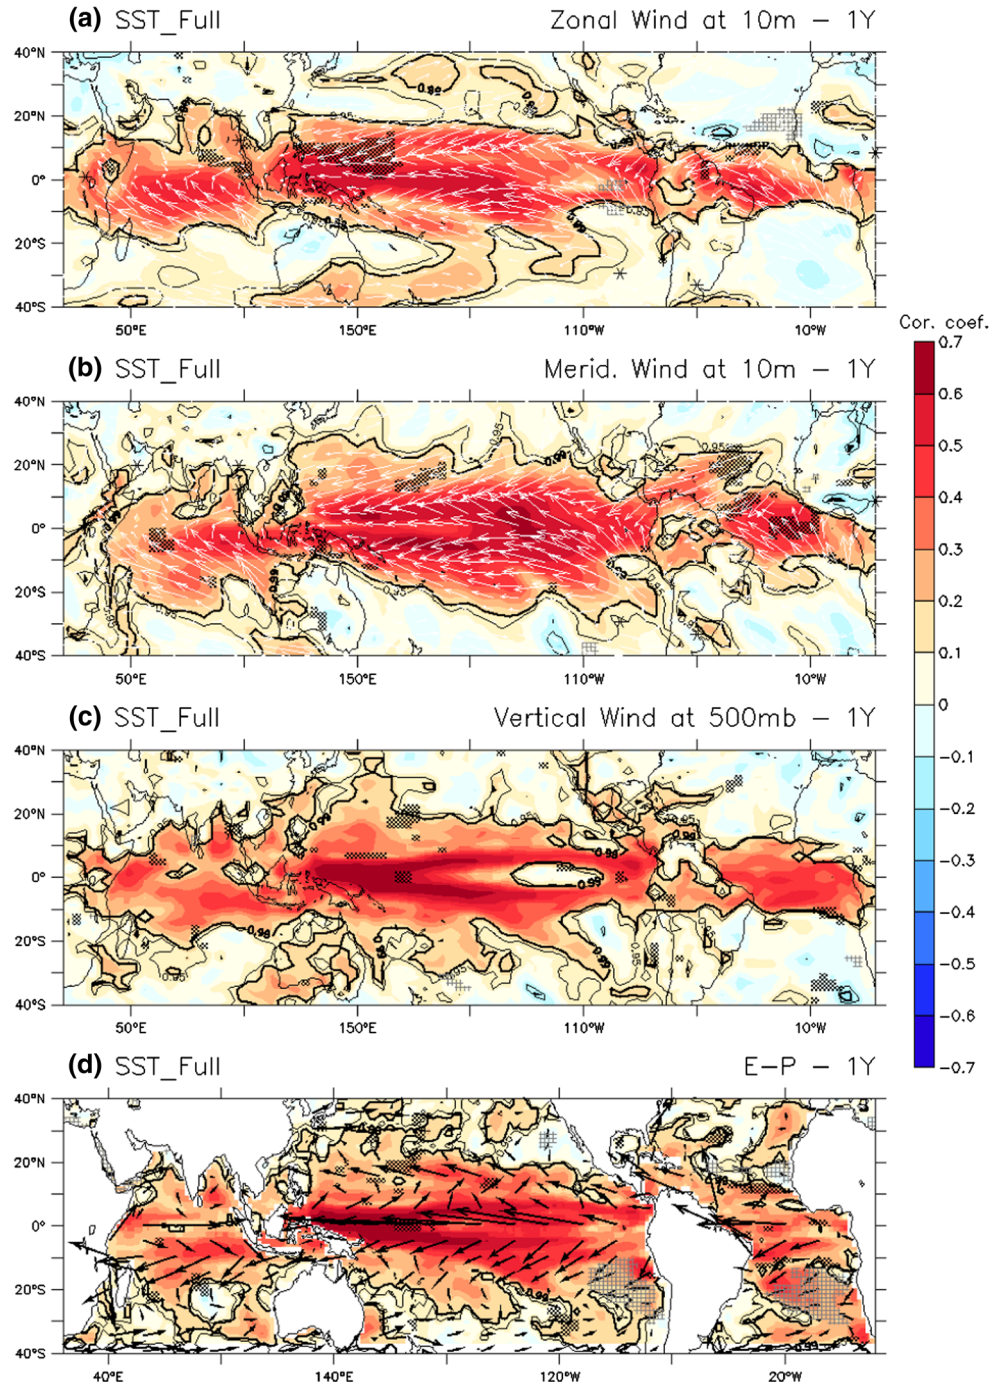 (a) SST_Full Zonal Wind at 10m - 1Y
40°N
20°N
0°
20°S
40°S
50°E 150°E 110°W 10°W
Cor. coef.
0.7
0.6
0.5
0.4
0.3
0.2
0.1
0
-0.1
-0.2
-0.3
-0.4
-0.5
-0.6
-0.7
(b) SST_Full Merid. Wind at 10m - 1Y
40°N
20°N
0°
20°S
40°S
50°E 150°E 110°W 10°W
(c) SST_Full Vertical Wind at 500mb - 1Y
40°N
20°N
0°
20°S
40°S
50°E 150°E 110°W 10°W
(d) SST_Full E-P - 1Y
40°N
20°N
0°
20°S
40°S
40°E 140°E 120°W 20°W